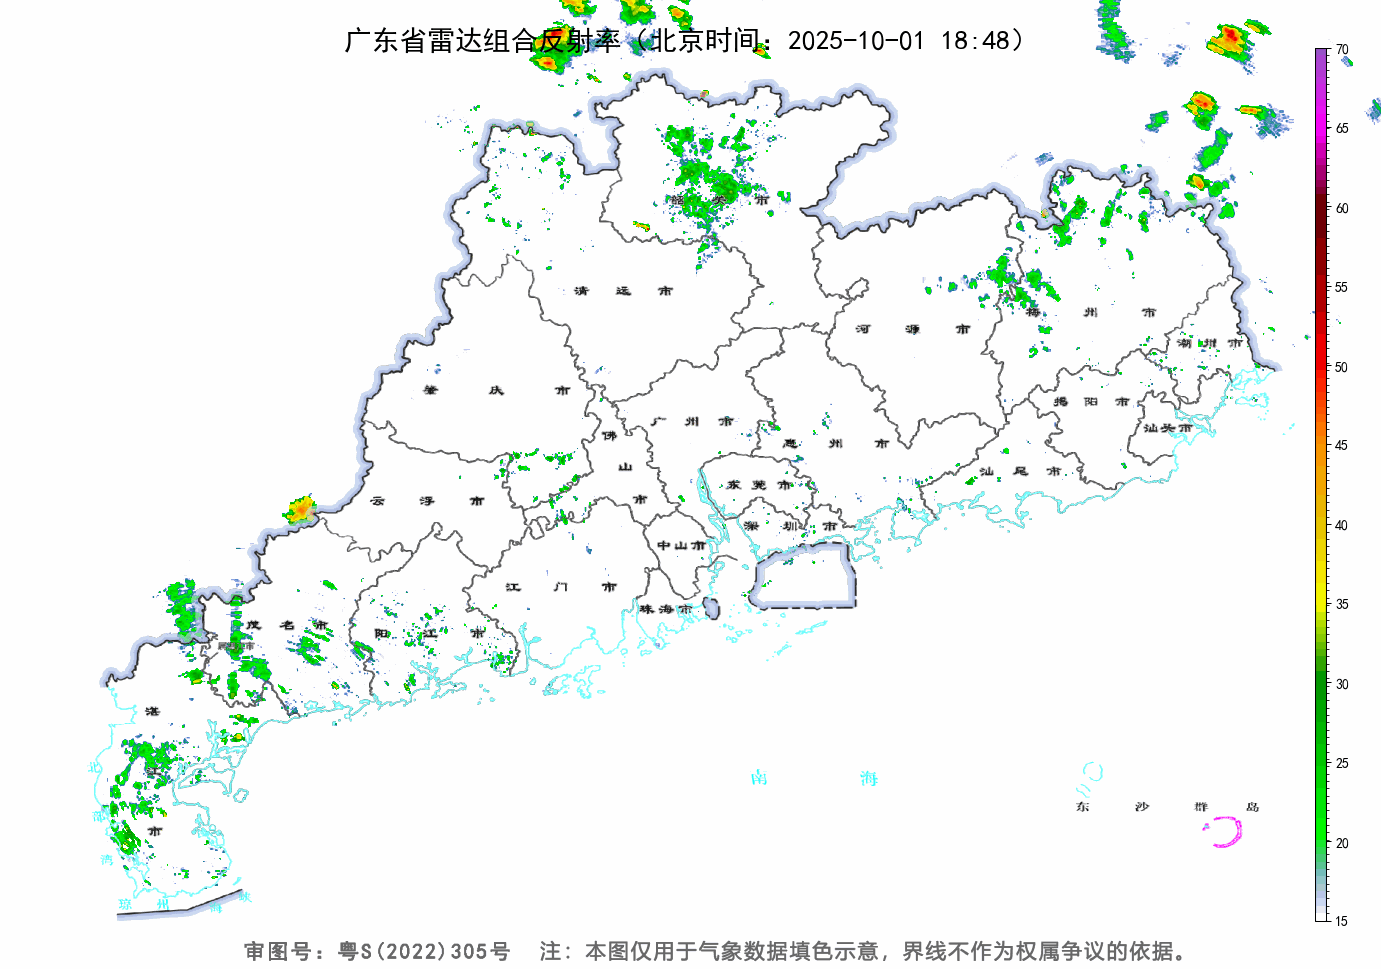 广东省雷达组合反射率（北京时间：2025-10-01 18:48）
70
65
60
55
50
45
40
35
30
25
20
15
韶关市
清远市
河源市
梅州市
潮州市
肇庆市
广州市
惠州市
揭阳市
汕头市
佛山市
云浮市
东莞市
汕尾市
深圳市
中山市
江门市
珠海市
茂名市
阳江市
湛江市
北部湾
南海
东沙群岛
琼州海峡
审图号：粤S(2022)305号 注：本图仅用于气象数据填色示意，界线不作为权属争议的依据。